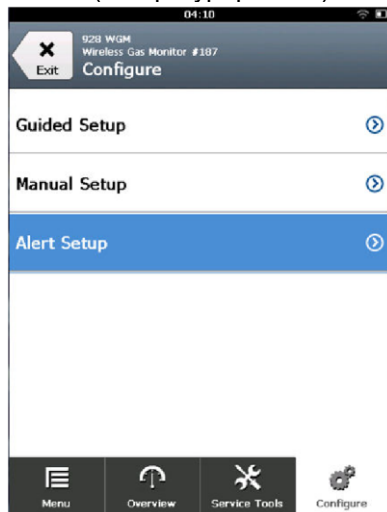 04:10
928 WGM
Wireless Gas Monitor #187
Exit
Configure
Guided Setup
Manual Setup
Alert Setup
Menu
Overview
Service Tools
Configure